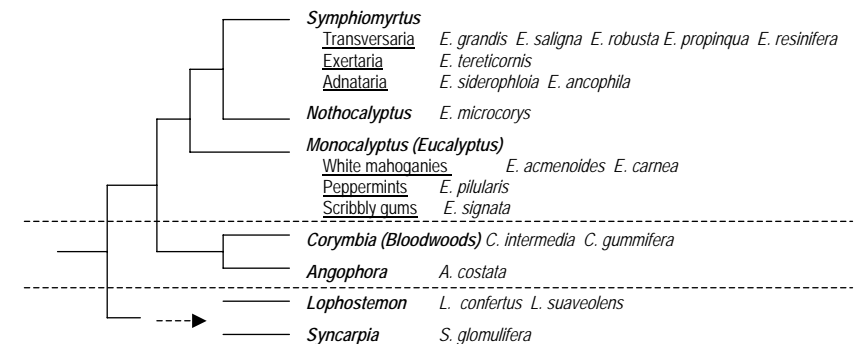 Symphiomyrtus
Transversaria E. grandis E. saligna E. robusta E. propinqua E. resinifera
Exertaria E. tereticornis
Adnataria E. siderophloia E. ancophila
Nothocalyptus E. microcorys
Monocalyptus (Eucalyptus)
White mahoganies E. acmenoides E. carnea
Peppermints E. pilularis
Scribbly gums E. signata
Corymbia (Bloodwoods) C. intermedia C. gummifera
Angophora A. costata
Lophostemon L. confertus L. suaveolens
Syncarpia S. glomulifera